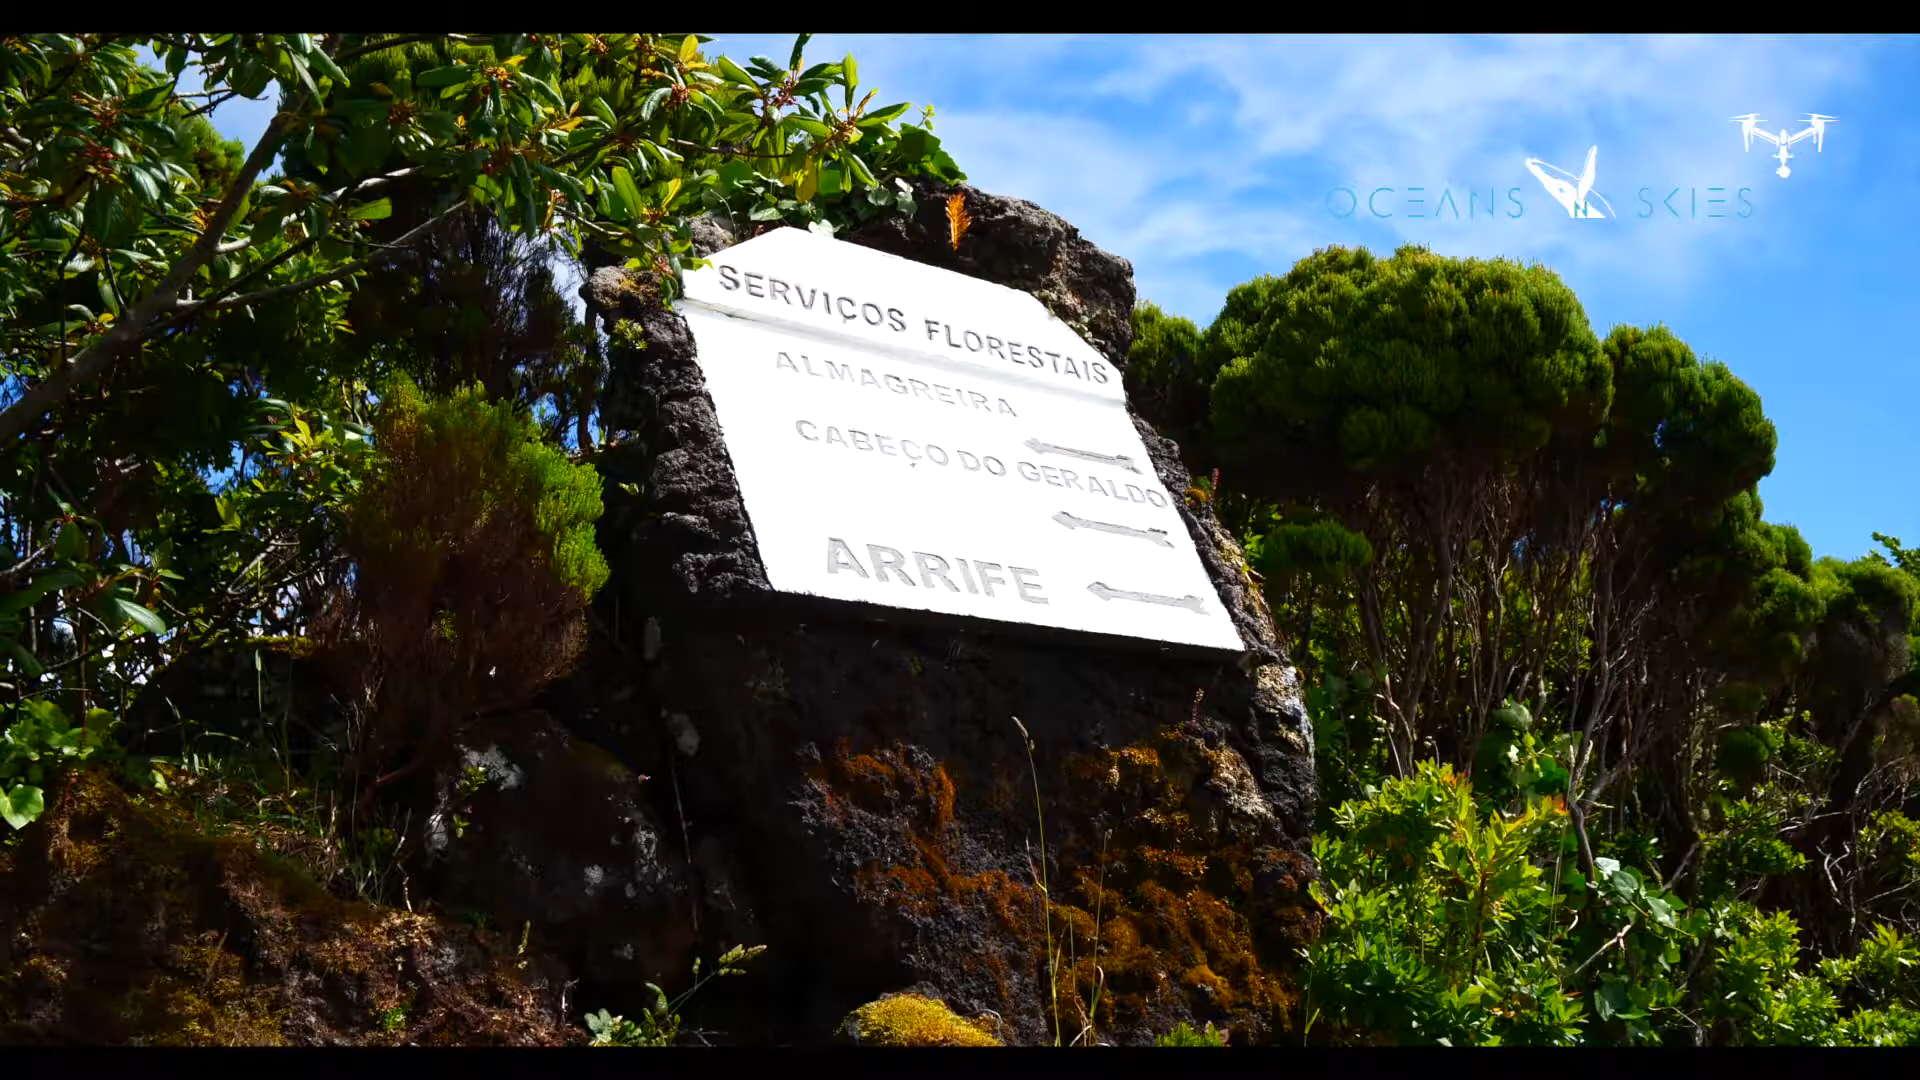 OCEANS N SKIES
SERVIÇOS FLORESTAIS
ALMAGREIRA
CABEÇO DO GERALDO
ARRIFE